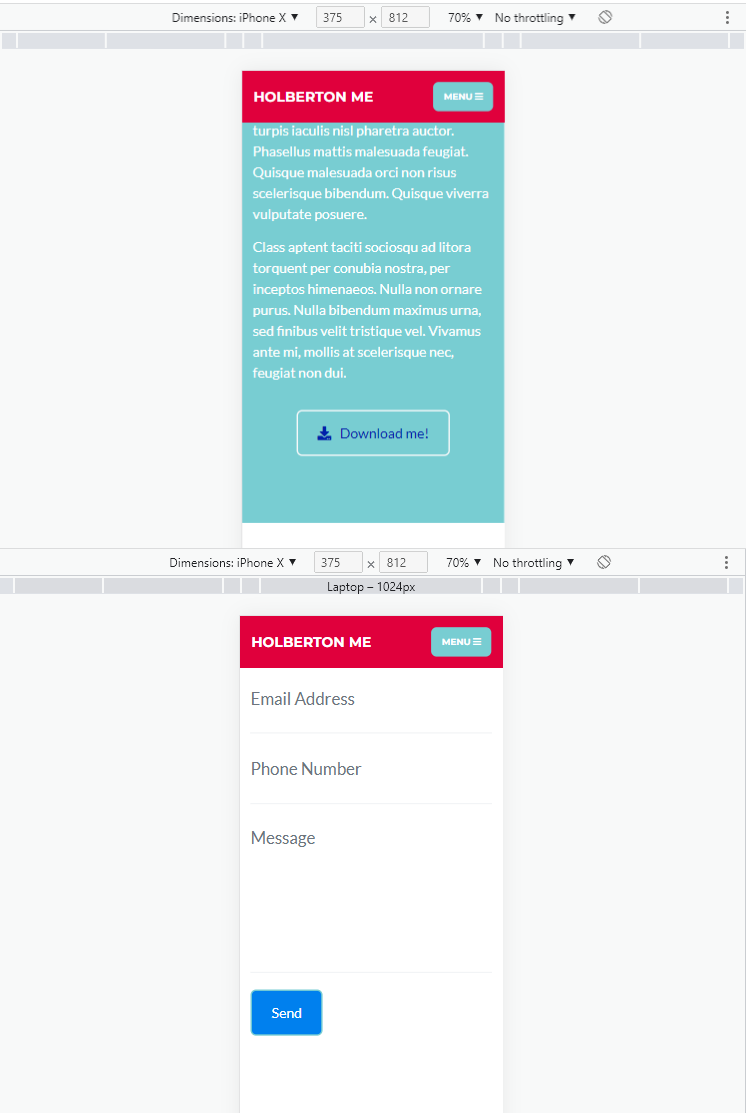 Dimensions: iPhone X ▼ 375 × 812 70% ▼ No throttling ▼
HOLBERTON ME MENU
turpis iaculis nisl pharetra auctor.
Phasellus mattis malesuada feugiat.
Quisque malesuada orci non risus
scelerisque bibendum. Quisque viverra
vulputate posuere.
Class aptent taciti sociosqu ad litora
torquent per conubia nostra, per
inceptos himenaeos. Nulla non ornare
purus. Nulla bibendum maximus urna,
sed finibus velit tristique vel. Vivamus
ante mi, mollis at scelerisque nec,
feugiat non dui.
Download me!
Dimensions: iPhone X ▼ 375 × 812 70% ▼ No throttling ▼
Laptop – 1024px
HOLBERTON ME MENU
Email Address
Phone Number
Message
Send